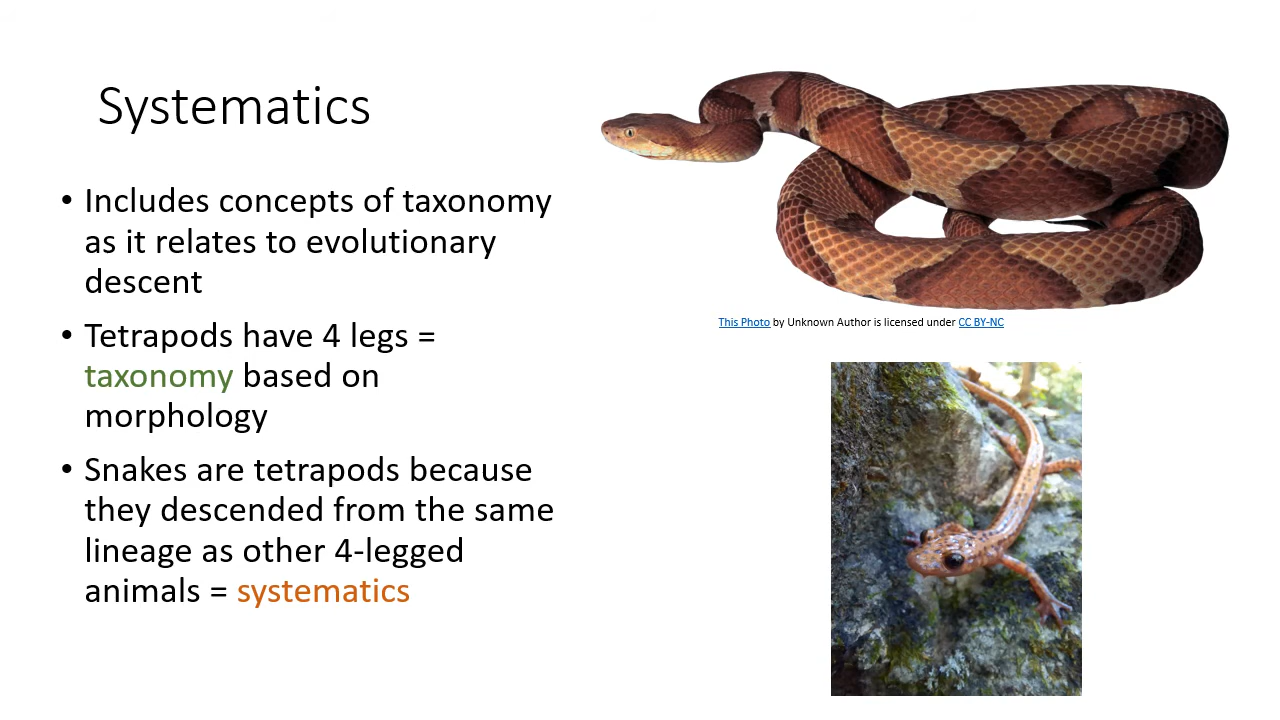 Systematics
• Includes concepts of taxonomy
as it relates to evolutionary
descent
• Tetrapods have 4 legs =
taxonomy based on
morphology
• Snakes are tetrapods because
they descended from the same
lineage as other 4-legged
animals = systematics
This Photo by Unknown Author is licensed under CC BY-NC